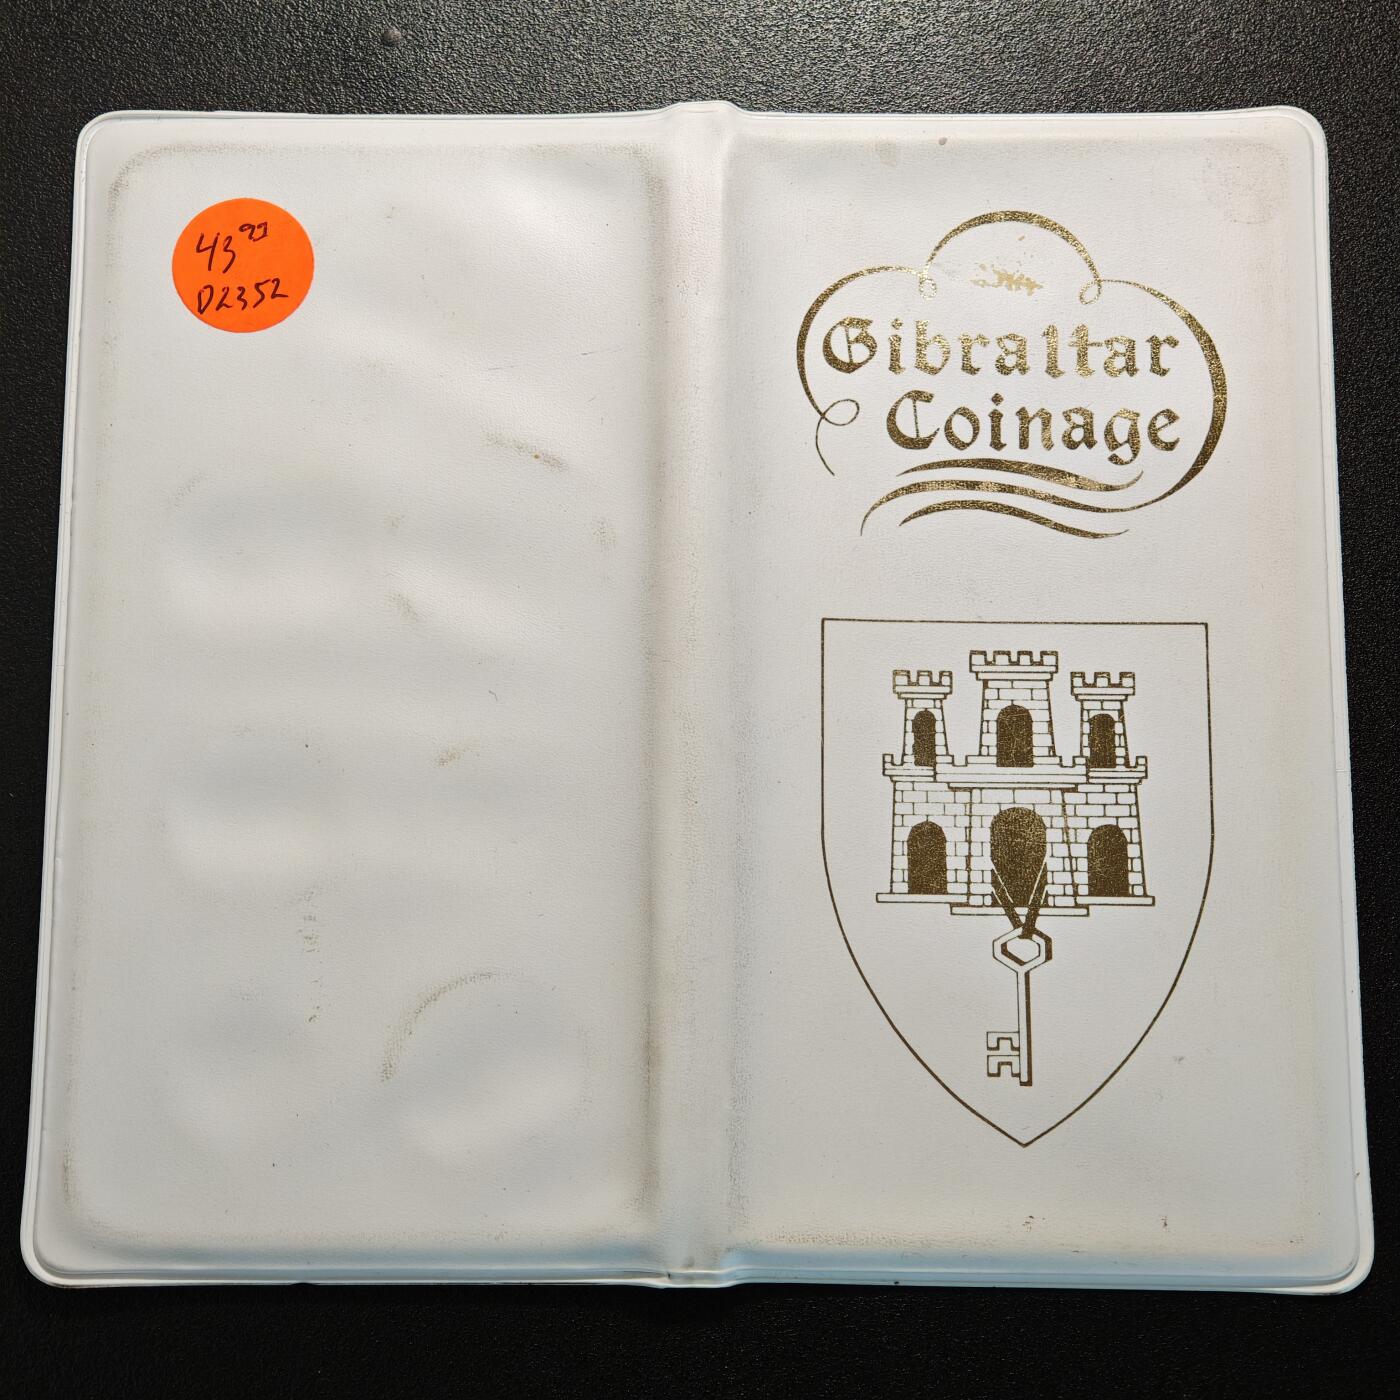 43⁹⁹
D2352
Gibraltar
Coinage